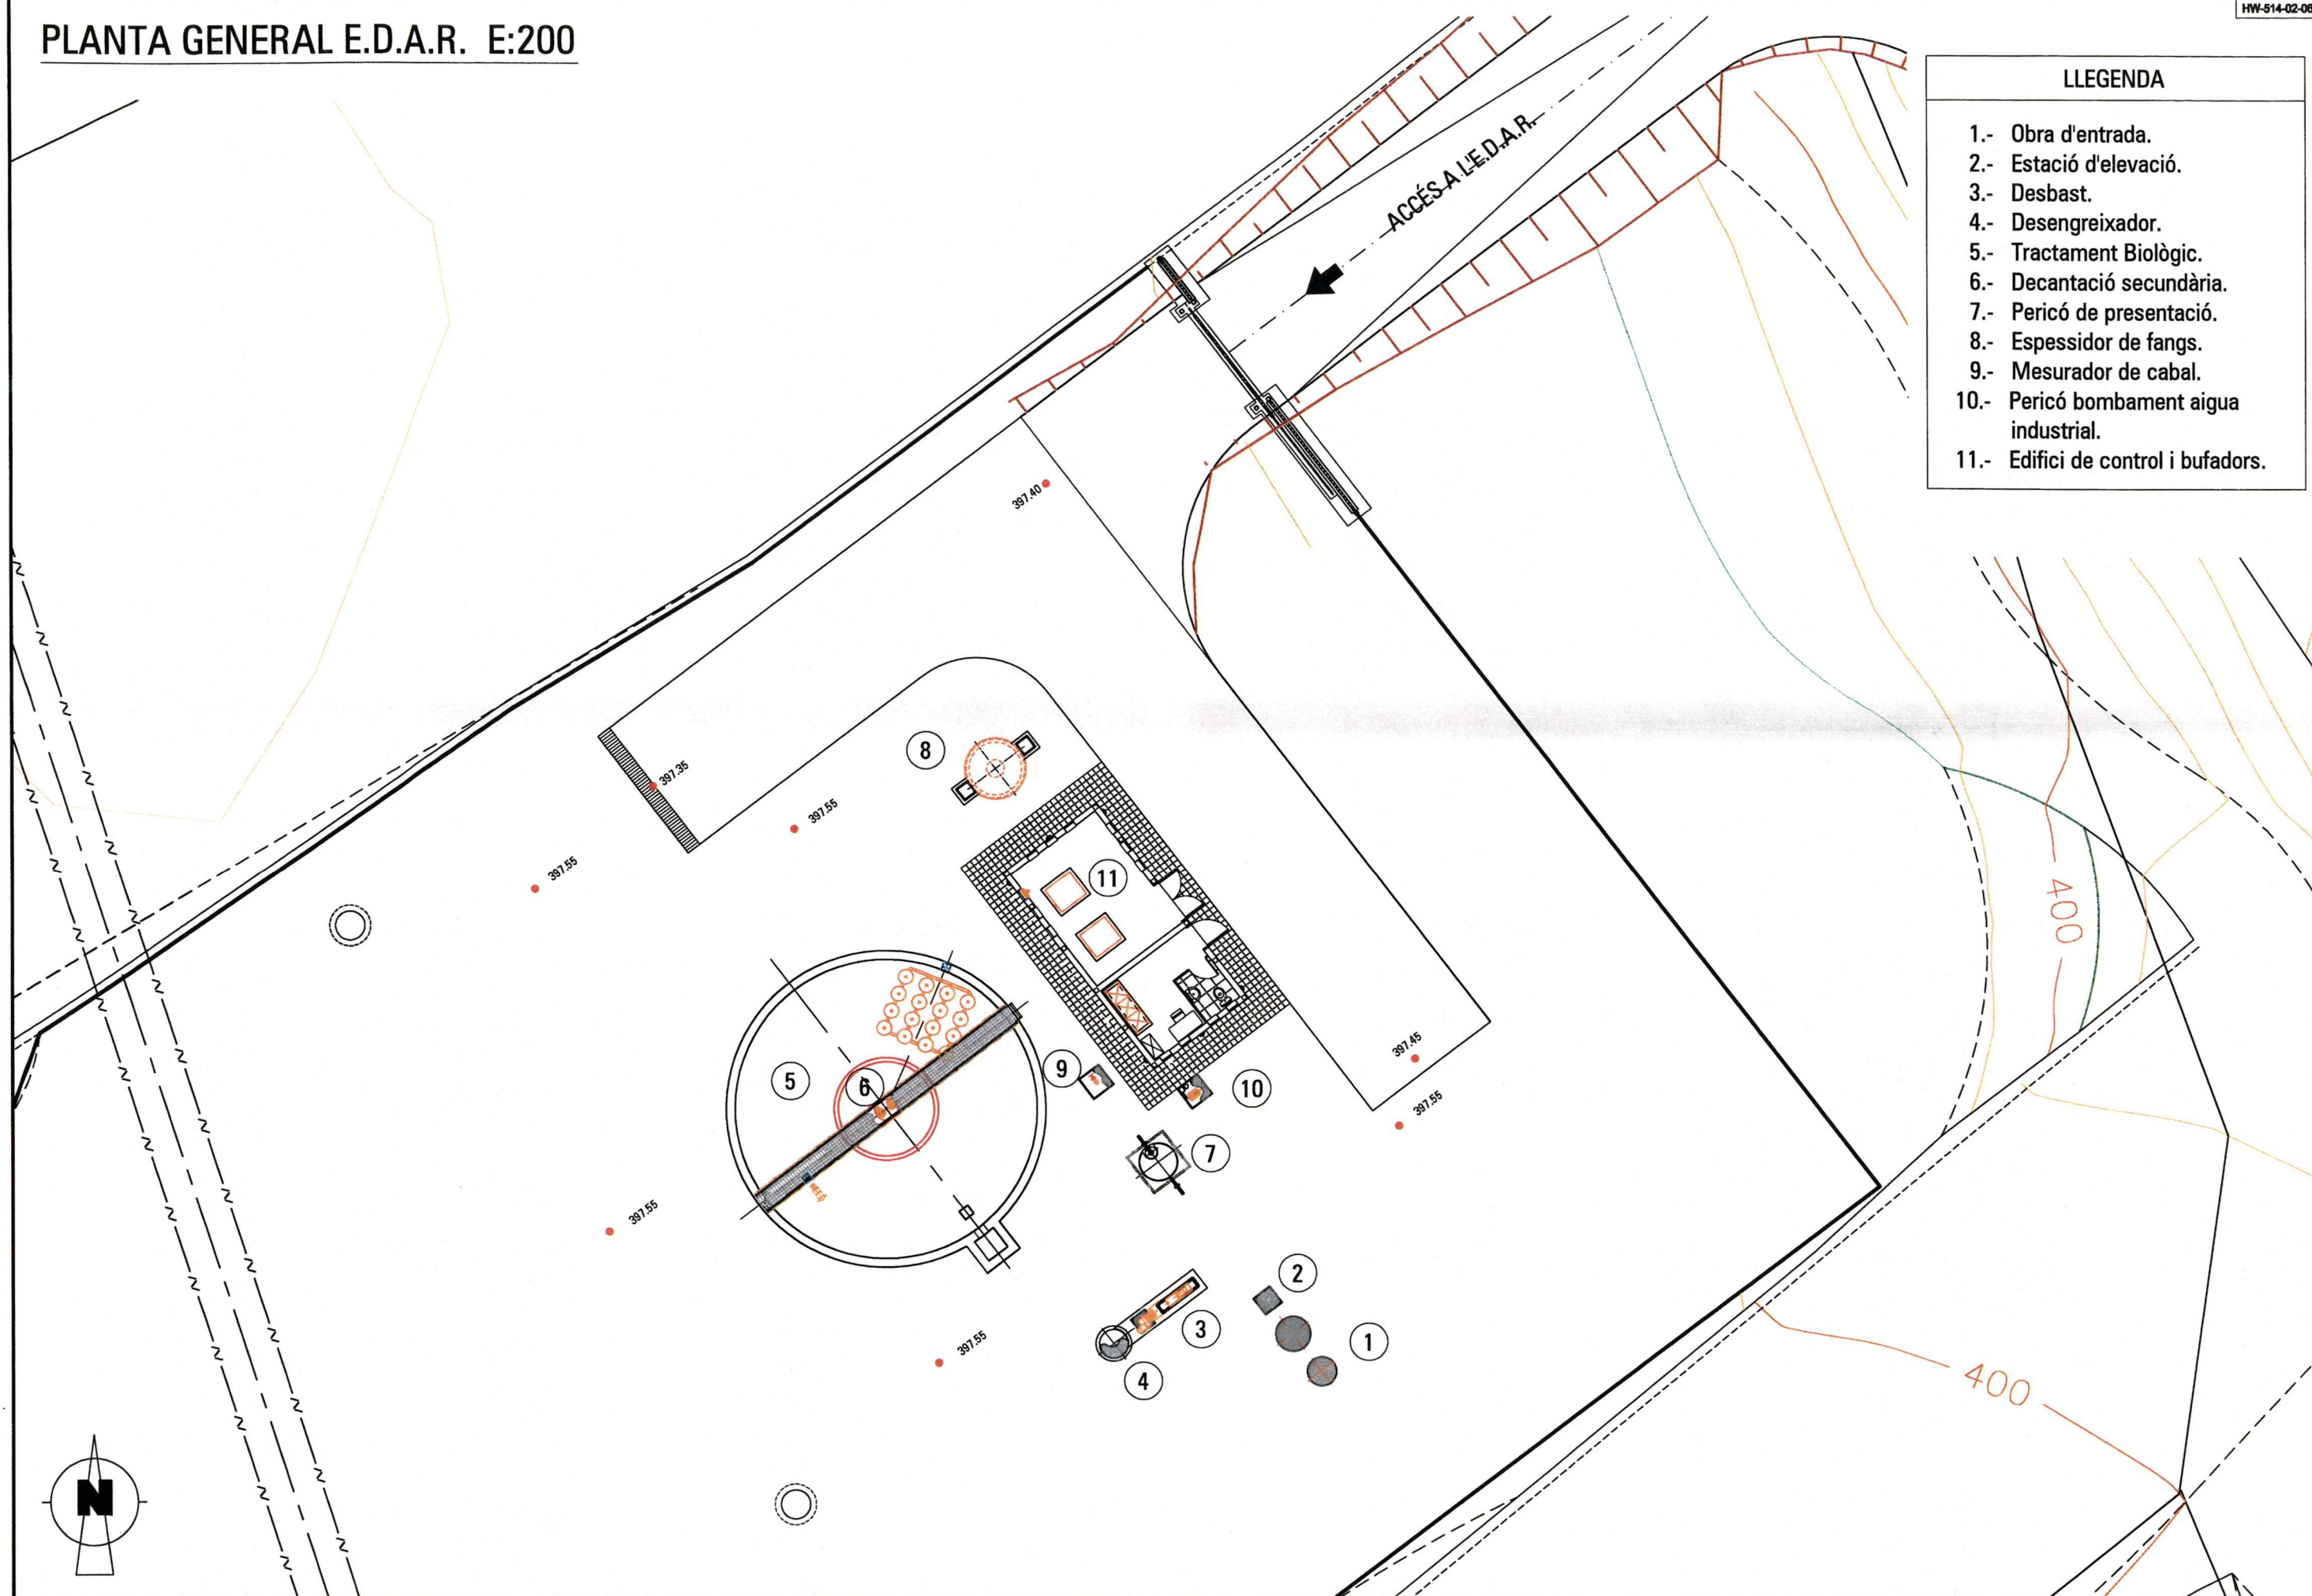 HW-514-02-06
PLANTA GENERAL E.D.A.R. E:200
LLEGENDA
1.- Obra d'entrada.
2.- Estació d'elevació.
3.- Desbast.
4.- Desengreixador.
5.- Tractament Biològic.
6.- Decantació secundària.
7.- Pericó de presentació.
8.- Espessidor de fangs.
9.- Mesurador de cabal.
10.- Pericó bombament aigua
industrial.
11.- Edifici de control i bufadors.
ACCÉS A L'E.D.A.R.
397.40
8
397.35
397.55
397.55
11
400
5
6
9
10
397.45
397.55
7
397.55
2
3
1
397.55
4
400
N